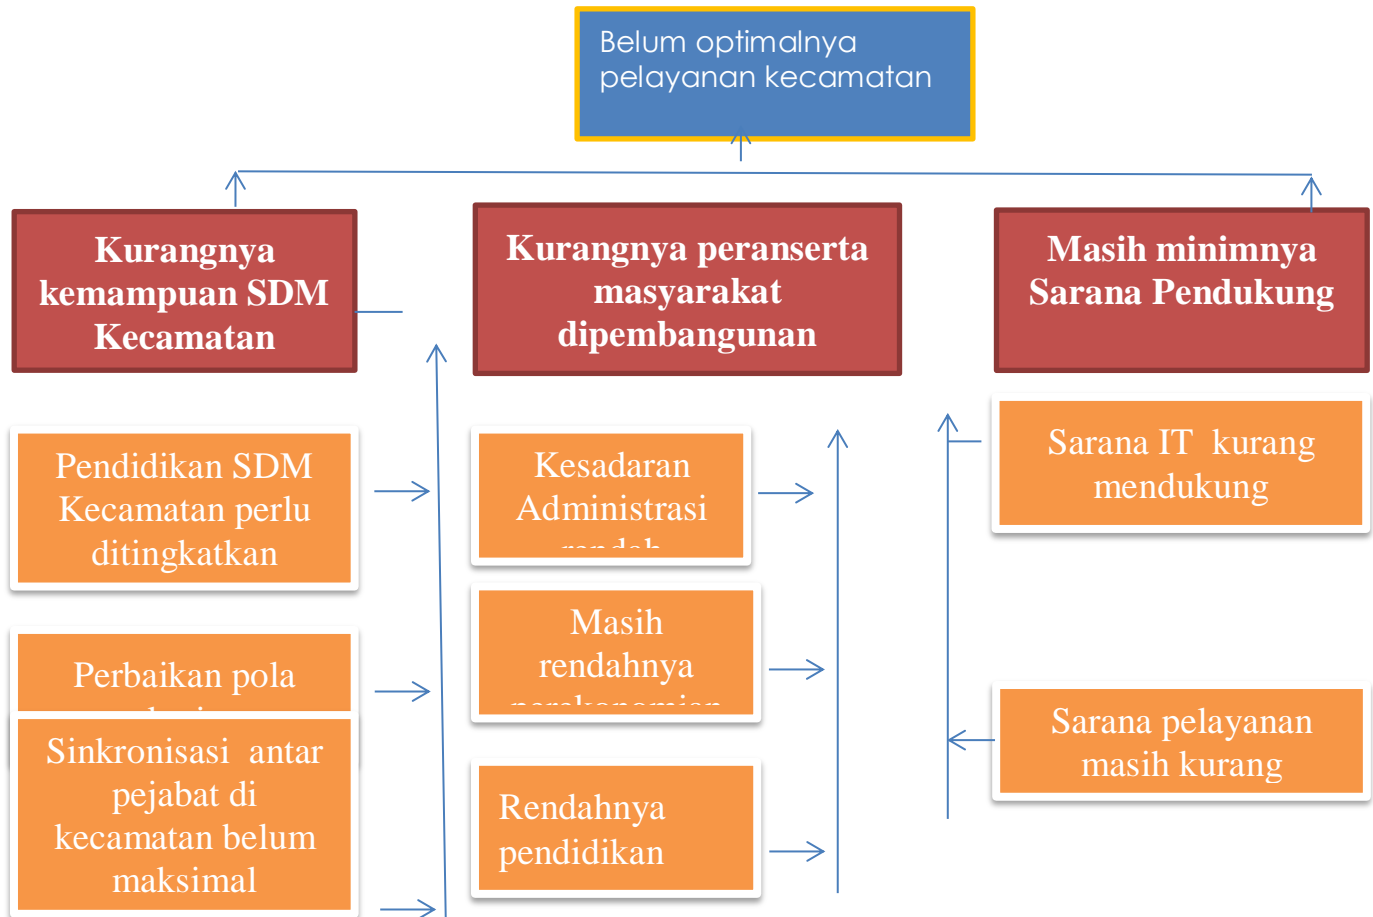 Belum optimalnya
pelayanan kecamatan
Kurangnya
kemampuan SDM
Kecamatan
Kurangnya peranserta
masyarakat
dipembangunan
Masih minimnya
Sarana Pendukung
Pendidikan SDM
Kecamatan perlu
ditingkatkan
Perbaikan pola
Sinkronisasi antar
pejabat di
kecamatan belum
maksimal
Kesadaran
Administrasi
rendah
Masih
rendahnya
perekonomian
Rendahnya
pendidikan
Sarana IT kurang
mendukung
Sarana pelayanan
masih kurang